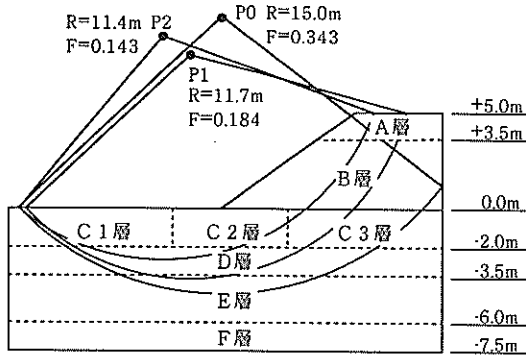 P2
R=11.4m
F=0.143
P0 R=15.0m
F=0.343
P1
R=11.7m
F=0.184
+5.0m
A層
+3.5m
B層
0.0m
C1層
C2層
C3層
-2.0m
D層
-3.5m
E層
-6.0m
F層
-7.5m